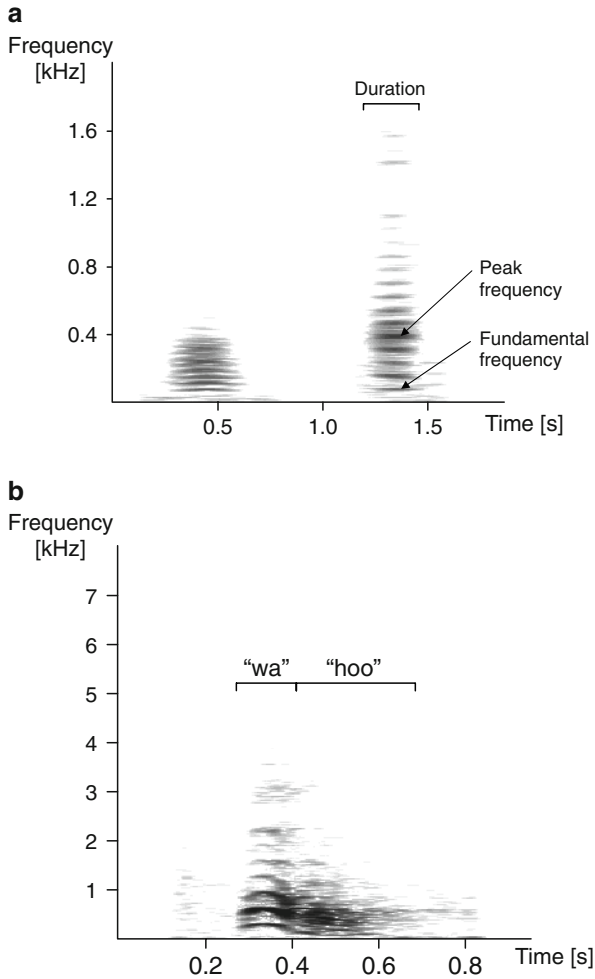 a
Frequency
[kHz]
Duration
1.6
1.2
0.8
Peak
frequency
0.4
Fundamental
frequency
0.5
1.0
1.5
Time [s]
b
Frequency
[kHz]
7
6
“wa”
“hoo”
5
4
3
2
1
0.2
0.4
0.6
0.8
Time [s]